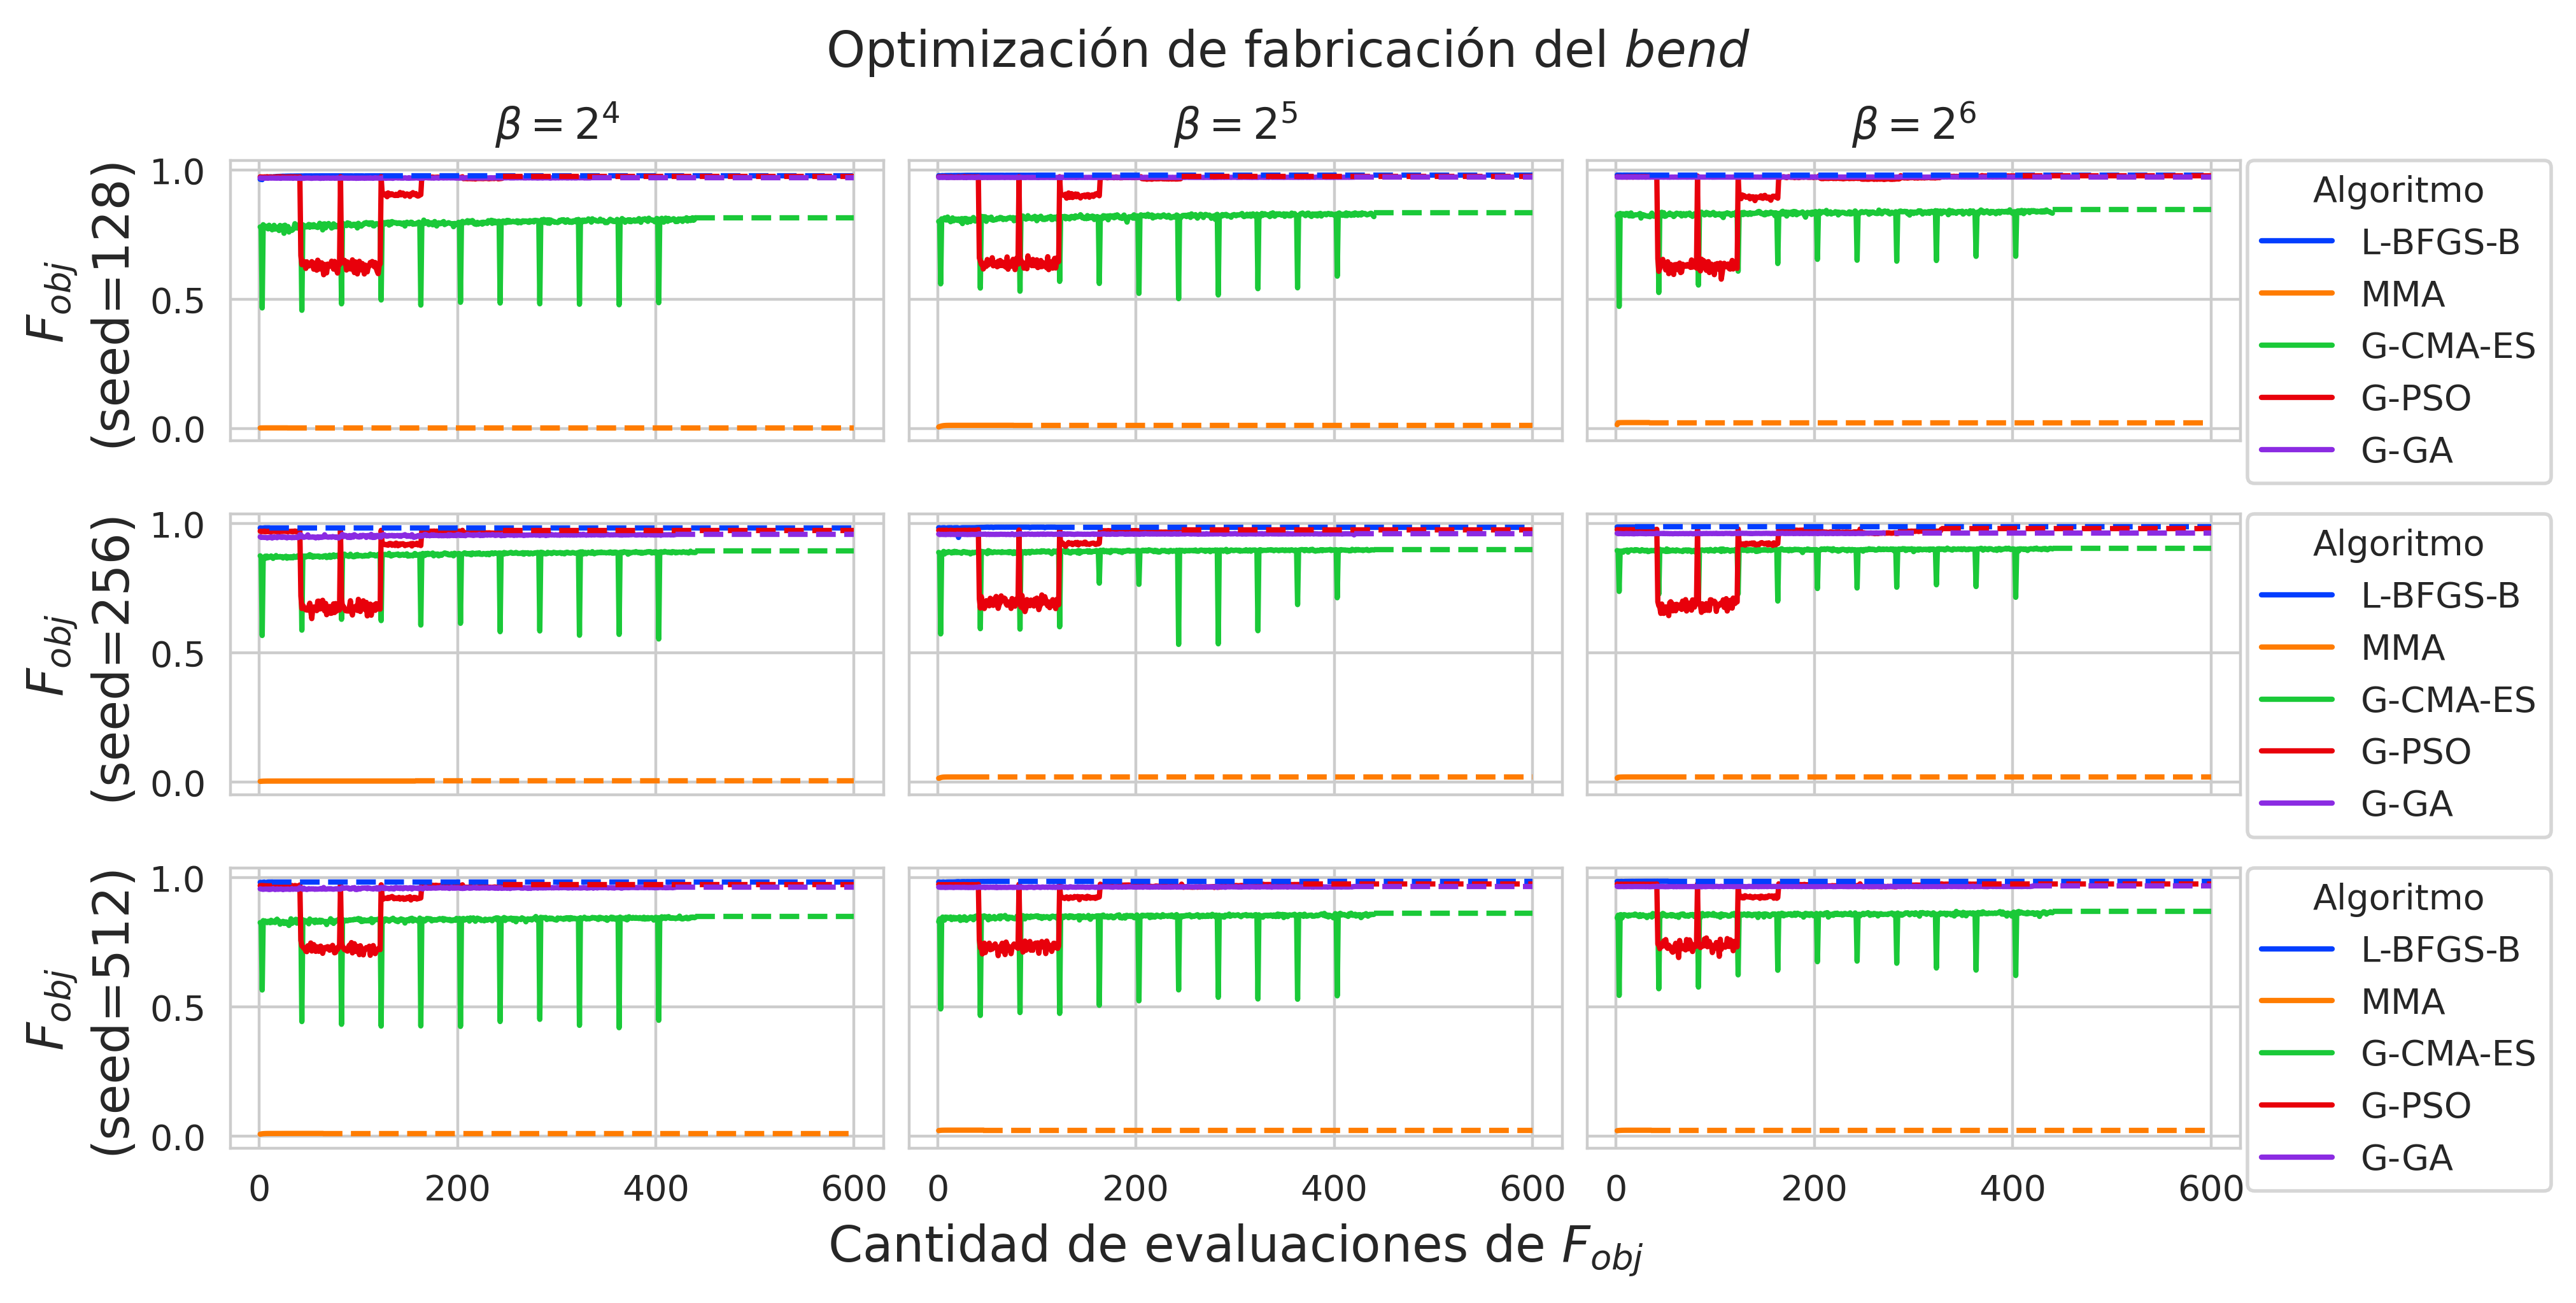 Optimización de fabricación del bend
β = 2⁴
β = 2⁵
β = 2⁶
F_obj
(seed=128)
1.0
0.5
0.0
Algoritmo
L-BFGS-B
MMA
G-CMA-ES
G-PSO
G-GA
F_obj
(seed=256)
1.0
0.5
0.0
Algoritmo
L-BFGS-B
MMA
G-CMA-ES
G-PSO
G-GA
F_obj
(seed=512)
1.0
0.5
0.0
Algoritmo
L-BFGS-B
MMA
G-CMA-ES
G-PSO
G-GA
0 200 400 600
0 200 400 600
0 200 400 600
Cantidad de evaluaciones de F_obj